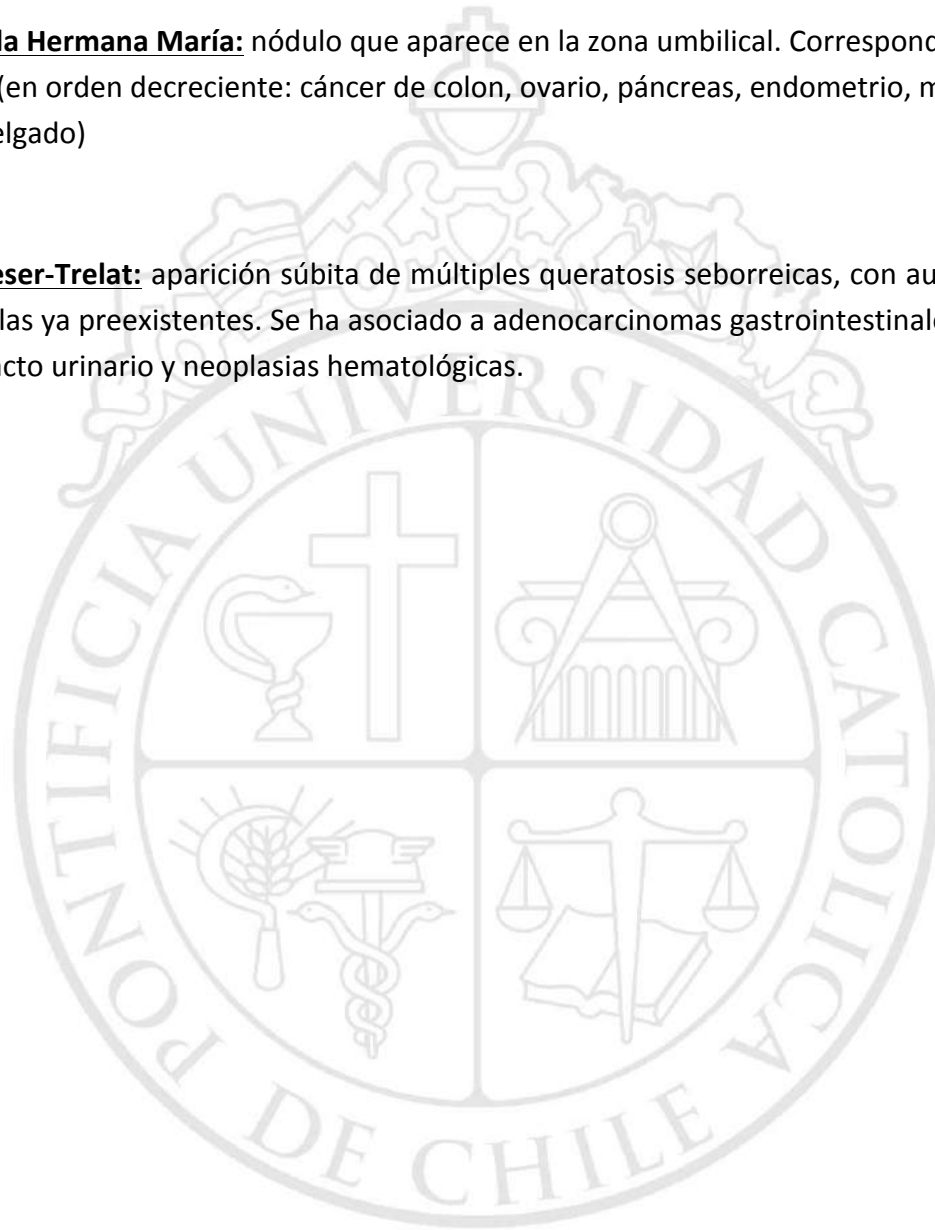 la Hermana María: nódulo que aparece en la zona umbilical. Correspond
(en orden decreciente: cáncer de colon, ovario, páncreas, endometrio, m
elgado)
eser-Trelat: aparición súbita de múltiples queratosis seborreicas, con au
las ya preexistentes. Se ha asociado a adenocarcinomas gastrointestinal
acto urinario y neoplasias hematológicas.
PONTIFICIA UNIVERSIDAD CATOLICA
DE CHILE